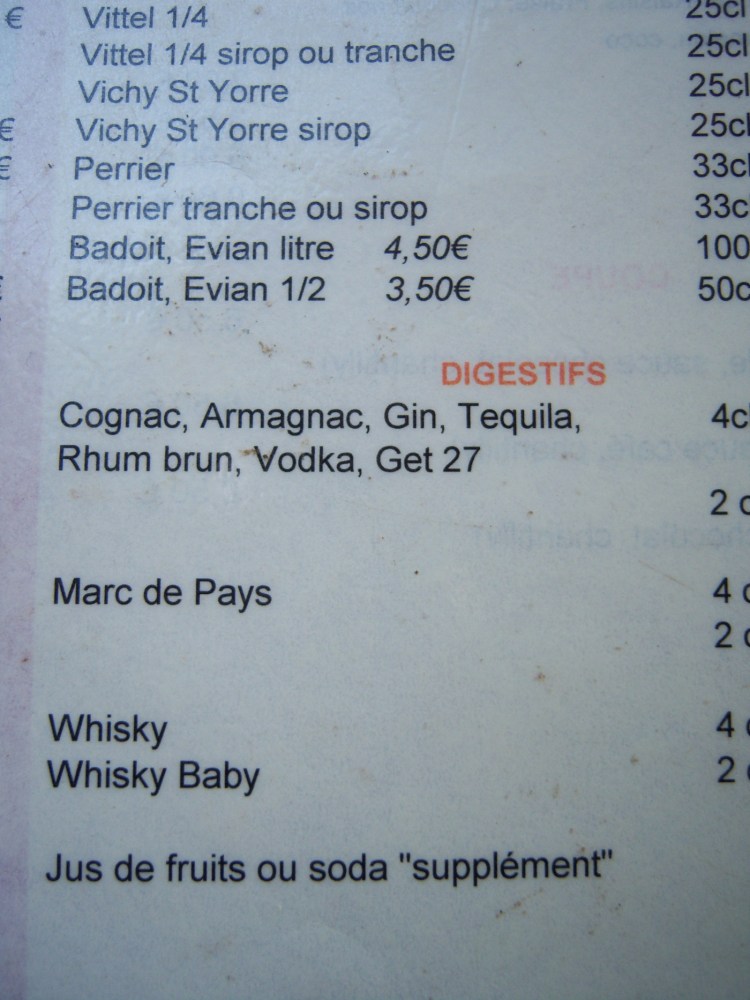 € Vittel 1/4 25cl
Vittel 1/4 sirop ou tranche 25cl
Vichy St Yorre 25cl
€ Vichy St Yorre sirop 25cl
€ Perrier 33cl
Perrier tranche ou sirop 33c
Badoit, Evian litre 4,50€ 100
Badoit, Evian 1/2 3,50€ 50c
DIGESTIFS
Cognac, Armagnac, Gin, Tequila, 4cl
Rhum brun, Vodka, Get 27
2 c
Marc de Pays 4 c
2 c
Whisky 4 c
Whisky Baby 2 c
Jus de fruits ou soda "supplément"